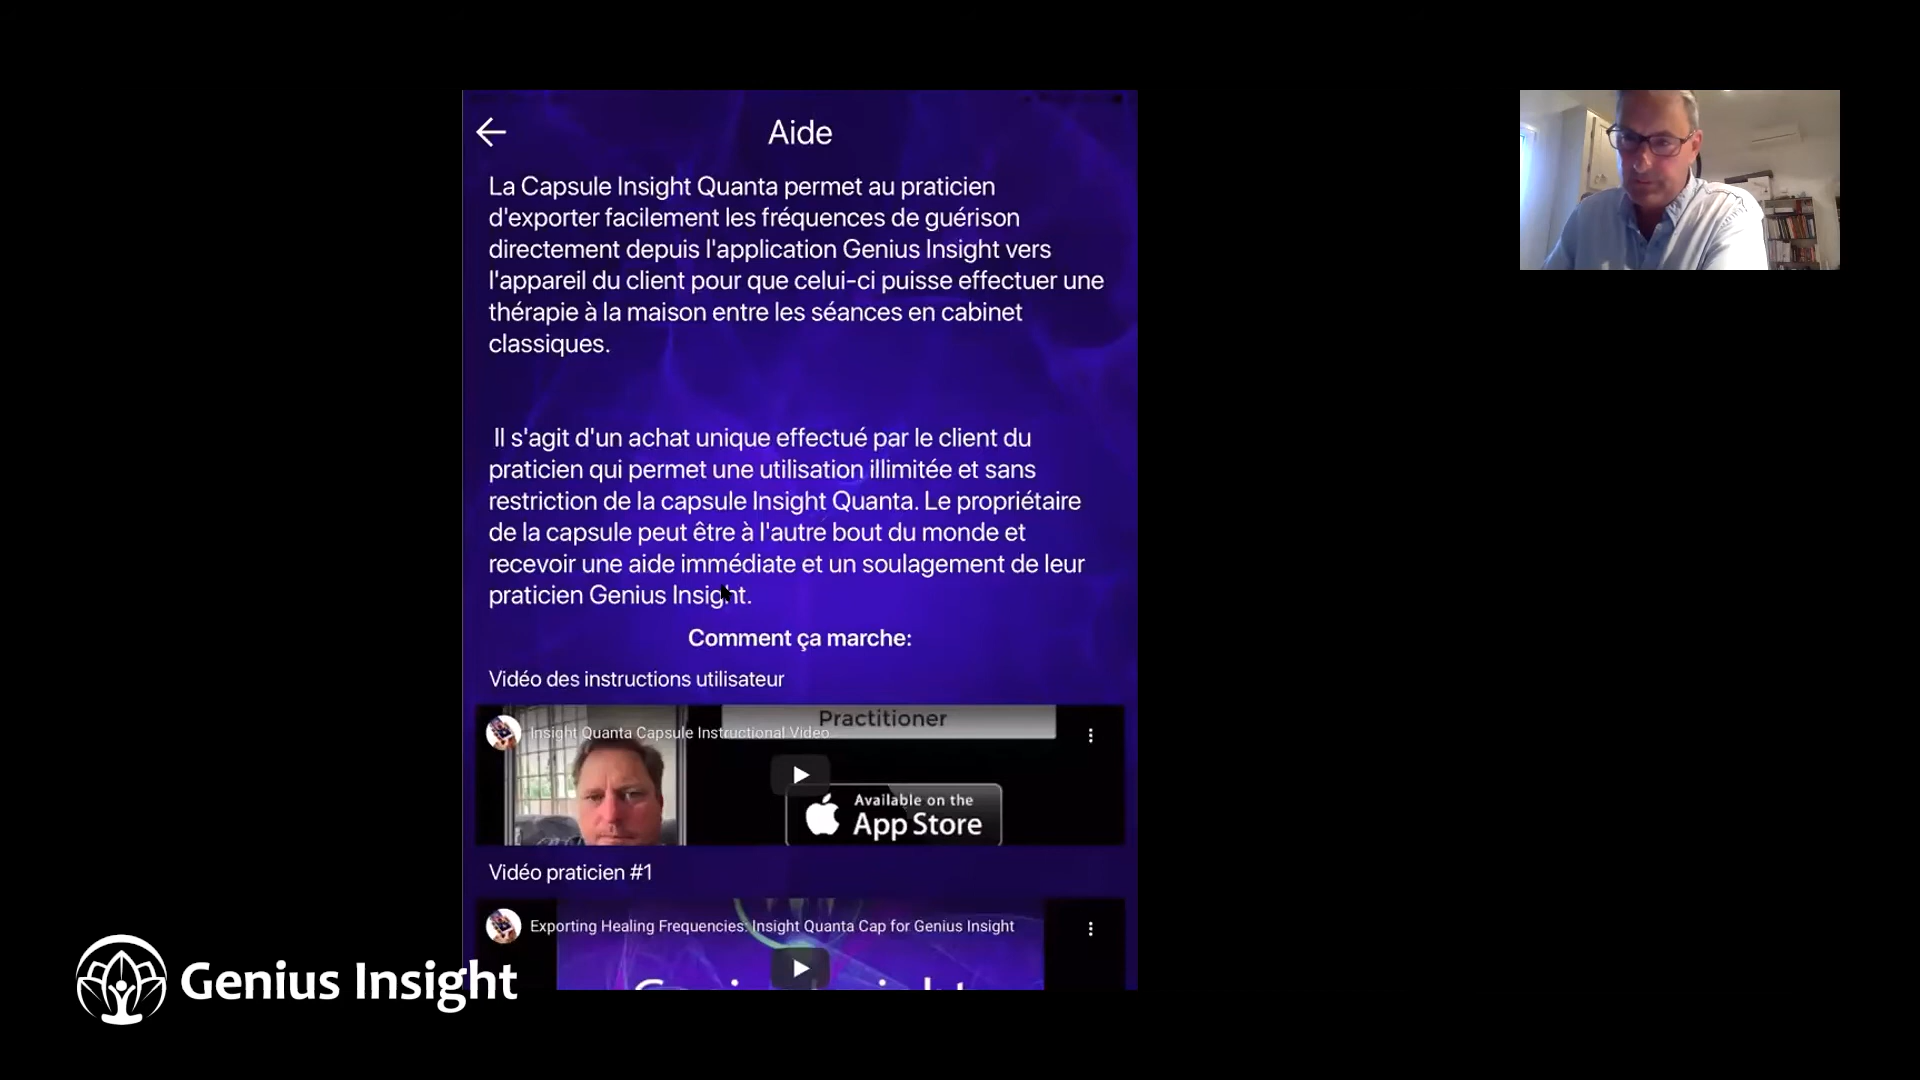 Aide
La Capsule Insight Quanta permet au praticien
d'exporter facilement les fréquences de guérison
directement depuis l'application Genius Insight vers
l'appareil du client pour que celui-ci puisse effectuer une
thérapie à la maison entre les séances en cabinet
classiques.
Il s'agit d'un achat unique effectué par le client du
praticien qui permet une utilisation illimitée et sans
restriction de la capsule Insight Quanta. Le propriétaire
de la capsule peut être à l'autre bout du monde et
recevoir une aide immédiate et un soulagement de leur
praticien Genius Insight.
Comment ça marche:
Vidéo des instructions utilisateur
Practitioner
Insight Quanta Capsule Instructional Video
Available on the
App Store
Vidéo praticien #1
Exporting Healing Frequencies: Insight Quanta Cap for Genius Insight
Genius Insight